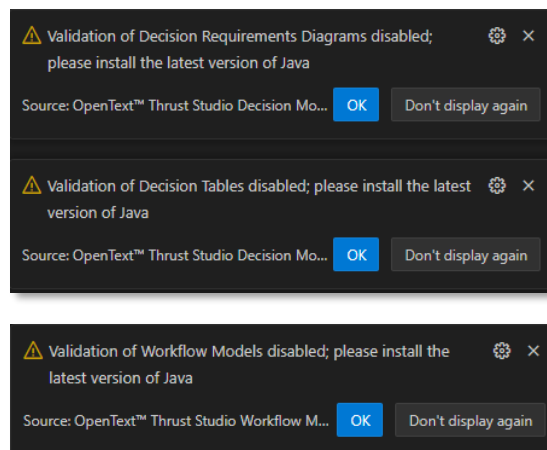 Validation of Decision Requirements Diagrams disabled;
please install the latest version of Java
Source: OpenText™ Thrust Studio Decision Mo... OK Don't display again
Validation of Decision Tables disabled; please install the latest
version of Java
Source: OpenText™ Thrust Studio Decision Mo... OK Don't display again
Validation of Workflow Models disabled; please install the
latest version of Java
Source: OpenText™ Thrust Studio Workflow M... OK Don't display again